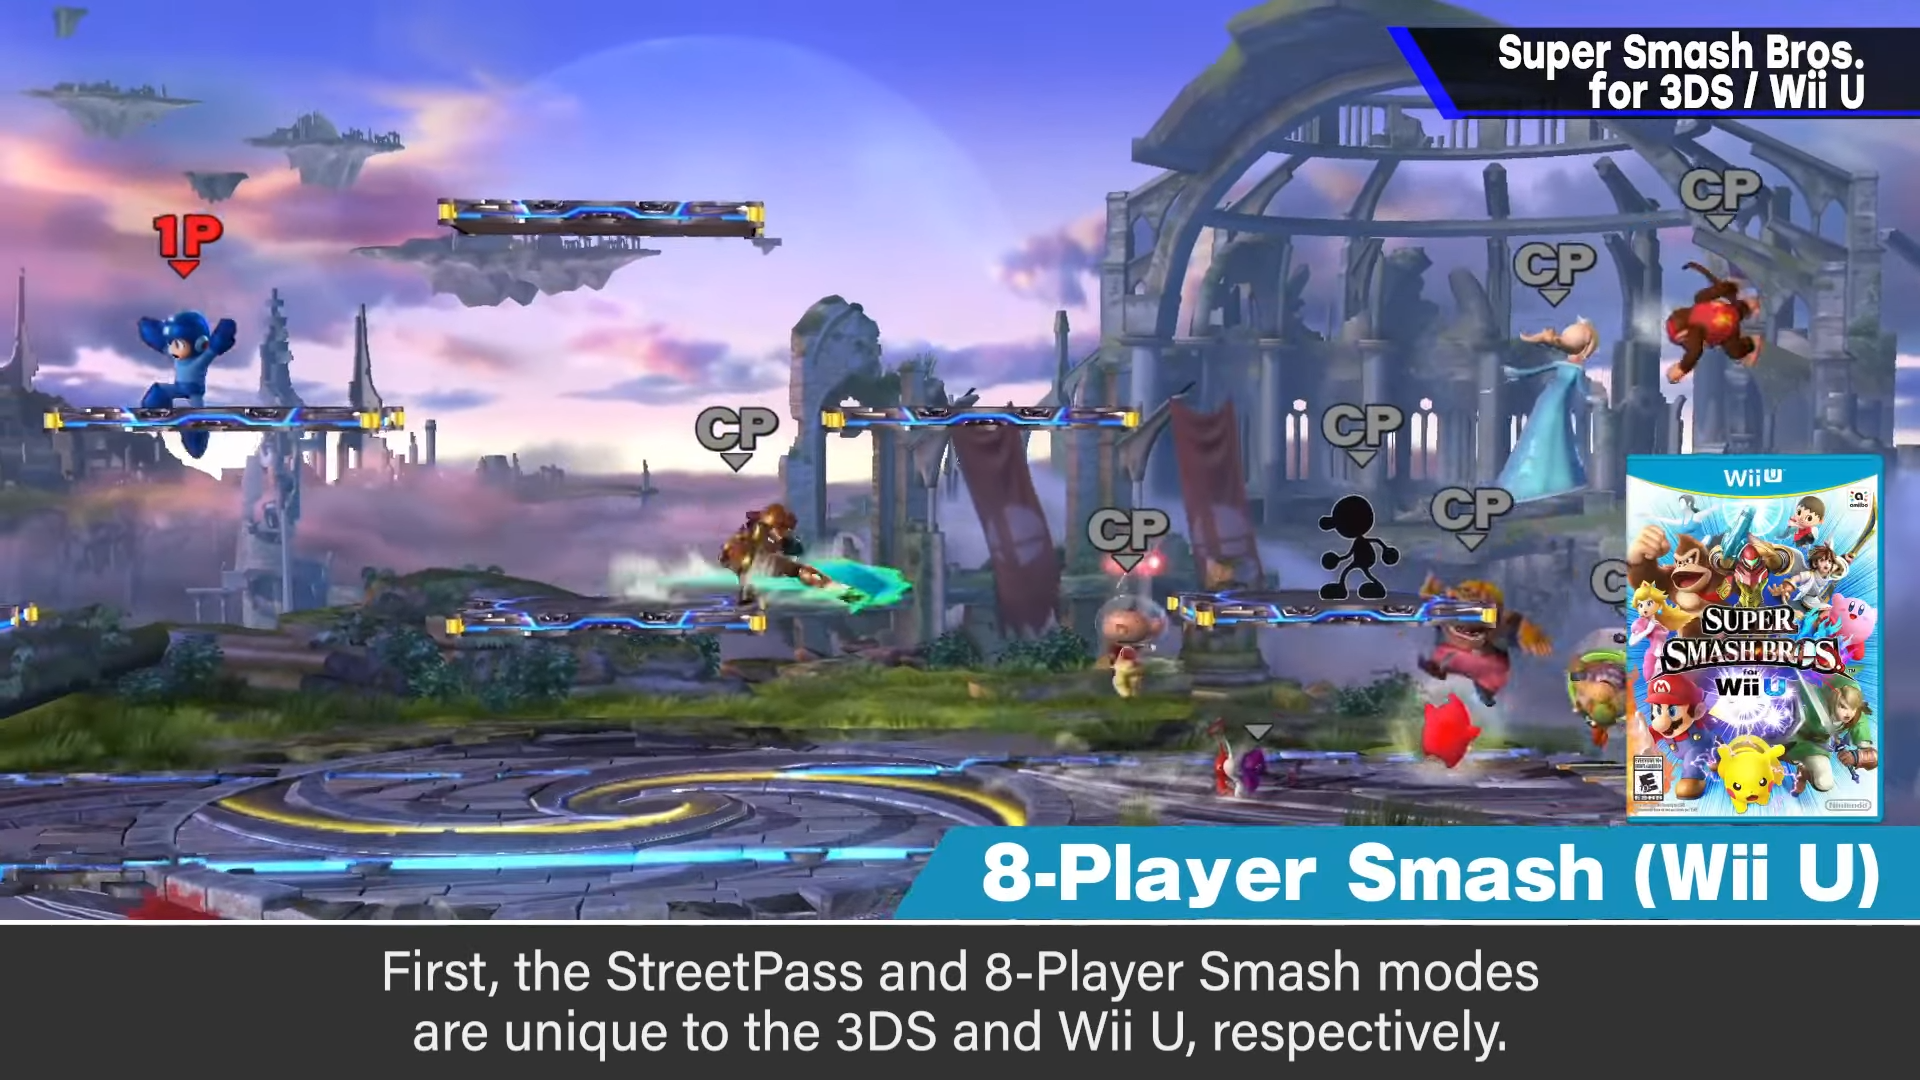 Super Smash Bros.
for 3DS / Wii U
CP
1P
CP
CP
CP
CP
CP
Wii U
amiibo
SUPER
SMASH BROS.
for
Wii U
Nintendo
8-Player Smash (Wii U)
First, the StreetPass and 8-Player Smash modes
are unique to the 3DS and Wii U, respectively.